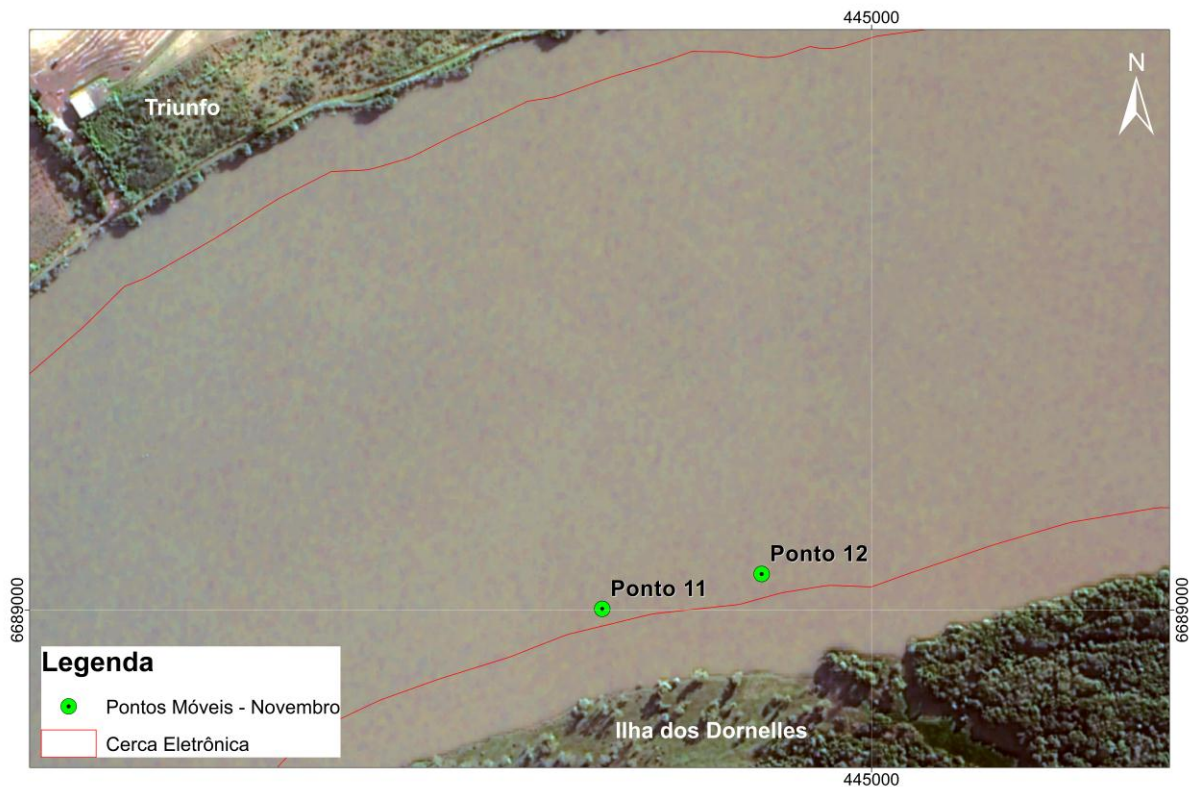 445000
N
Triunfo
Ponto 12
Ponto 11
6689000
6689000
Legenda
Pontos Móveis - Novembro
Cerca Eletrônica
Ilha dos Dornelles
445000